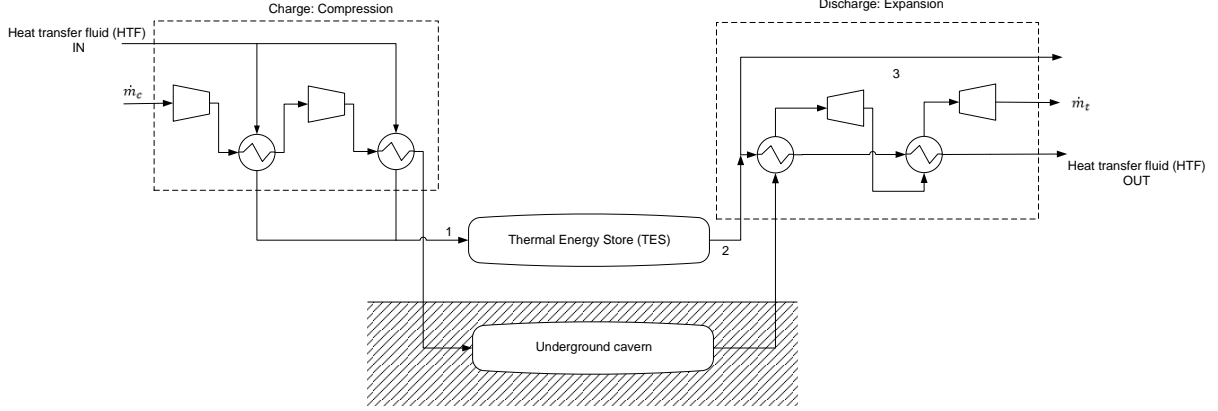 Charge: Compression
Discharge: Expansion
Heat transfer fluid (HTF)
IN
3
ṁc
ṁt
Heat transfer fluid (HTF)
OUT
1
Thermal Energy Store (TES)
2
Underground cavern